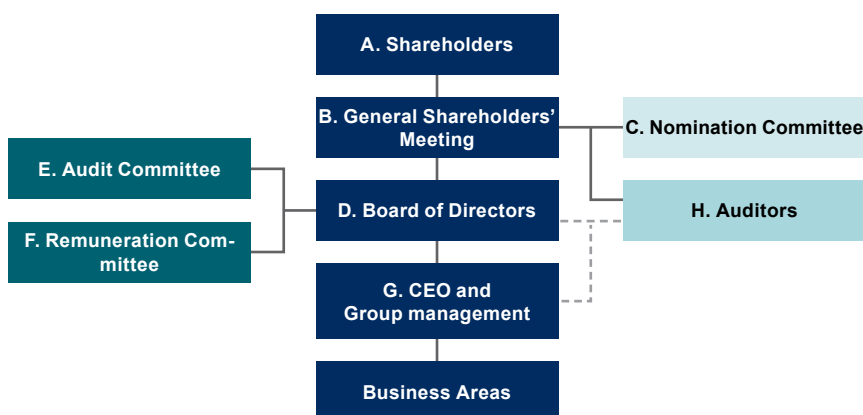 A. Shareholders
B. General Shareholders’
Meeting
C. Nomination Committee
E. Audit Committee
D. Board of Directors
H. Auditors
F. Remuneration Com-
mittee
G. CEO and
Group management
Business Areas